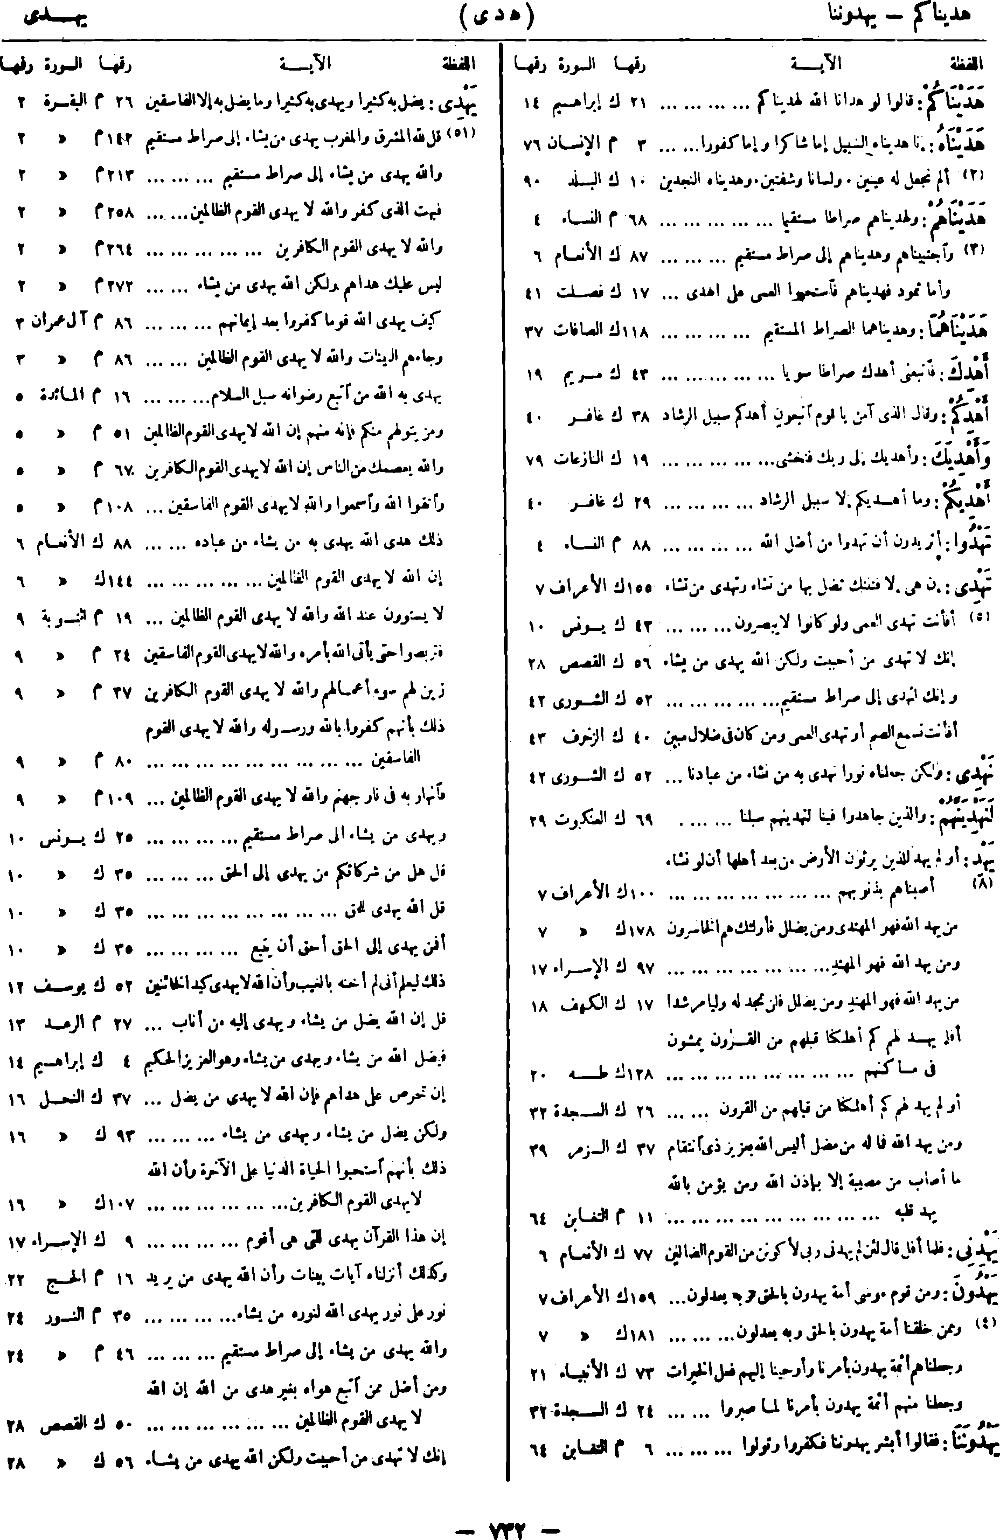 هديناكم — يهدوننا (هدى) يهدى
اللفظة الآية رقمها السورة رقمها
هَدَيْنَاكُمْ: قالوا لو هدانا الله لهديناكم ... ... ... ... ٢١ ك إبراهيم ١٤
هَدَيْنَاهُ: إنا هديناه السبيل إما شاكرا وإما كفورا ... ... ٣ م الإنسان ٧٦
(٢) ألم نجعل له عينين ٠ ولسانا وشفتين ٠ وهديناه النجدين ١٠ ك البلد ٩٠
هَدَيْنَاهُمْ: ولهديناهم صراطا مستقيما ... ... ... ... ... ٦٨ م النساء ٤
(٣) وٱجتبيناهم وهديناهم إلى صراط مستقيم ... ... ... ٨٧ ك الأنعام ٦
وأما ثمود فهديناهم فٱستحبوا العمى على الهدى ... ١٧ ك فصلت ٤١
هَدَيْنَاهُمَا: وهديناهما الصراط المستقيم ... ... ... ... ١١٨ ك الصافات ٣٧
أَهْدِكَ: فٱتبعنى أهدك صراطا سويا ... ... ... ... ... ٤٣ ك مريم ١٩
أَهْدِكُمْ: وقال الذى آمن يا قوم ٱتبعون أهدكم سبيل الرشاد ٣٨ ك غافر ٤٠
وَأَهْدِيَكَ: وأهديك إلى ربك فتخشى ... ... ... ... ... ١٩ ك النازعات ٧٩
أَهْدِيكُمْ: وما أهديكم إلا سبيل الرشاد ... ... ... ... ٢٩ ك غافر ٤٠
تَهْدُوا: أتريدون أن تهدوا من أضل الله ... ... ... ... ٨٨ م النساء ٤
تَهْدِى: إن هى إلا فتنتك تضل بها من تشاء وتهدى من تشاء ١٥٥ ك الأعراف ٧
(٥) أفأنت تهدى العمى ولو كانوا لا يبصرون ... ... ... ٤٣ ك يونس ١٠
إنك لا تهدى من أحببت ولكن الله يهدى من يشاء ٥٦ ك القصص ٢٨
وإنك لتهدى إلى صراط مستقيم ... ... ... ... ... ٥٢ ك الشورى ٤٢
أفأنت تسمع الصم أو تهدى العمى ومن كان فى ضلال مبين ٤٠ ك الزخرف ٤٣
نَهْدِى: ولكن جعلناه نورا نهدى به من نشاء من عبادنا ... ٥٢ ك الشورى ٤٢
لَنَهْدِيَنَّهُمْ: والذين جاهدوا فينا لنهدينهم سبلنا ... ... . ٦٩ ك العنكبوت ٢٩
يَهْدِ: أو لم يهد للذين يرثون الأرض من بعد أهلها أن لو نشاء
(٨) أصبناهم بذنوبهم ... ... ... ... ... ... ... ١٠٠ ك الأعراف ٧
من يهد الله فهو المهتدى ومن يضلل فأولئك هم الخاسرون ١٧٨ ك » ٧
ومن يهد الله فهو المهتدِ ... ... ... ... ... ... ٩٧ ك الإسراء ١٧
من يهد الله فهو المهتدِ ومن يضلل فلن تجد له وليا مرشدا ١٧ ك الكهف ١٨
أفلم يهد لهم كم أهلكنا قبلهم من القرون يمشون
فى مساكنهم ... ... ... ... ... ... ... ... ... ١٢٨ ك طه ٢٠
أو لم يهد لهم كم أهلكنا من قبلهم من القرون ... ... ٢٦ ك السجدة ٣٢
ومن يهد الله فما له من مضل أليس الله بعزيز ذى ٱنتقام ٣٧ ك الزمر ٣٩
ما أصاب من مصيبة إلا بإذن الله ومن يؤمن بالله
يهد قلبه ... ... ... ... ... ... ... ... ... ١١ م التغابن ٦٤
يَهْدِنِى: فلما أفل قال لئن لم يهدنى ربى لأكونن من القوم الضالين ٧٧ ك الأنعام ٦
يَهْدُونَ: ومن قوم موسى أمة يهدون بالحق وبه يعدلون ... ١٥٩ ك الأعراف ٧
(٤) وممن خلقنا أمة يهدون بالحق وبه يعدلون ... ... ... ١٨١ ك » ٧
وجعلناهم أئمة يهدون بأمرنا وأوحينا إليهم فعل الخيرات ٧٣ ك الأنبياء ٢١
وجعلنا منهم أئمة يهدون بأمرنا لما صبروا ... ... ٢٤ ك السجدة ٣٢
يَهْدُونَنَا: فقالوا أبشر يهدوننا فكفروا وتولوا ... ... ... ٦ م التغابن ٦٤
اللفظة الآية رقمها السورة رقمها
يَهْدِى: يضل به كثيرا ويهدى به كثيرا وما يضل به إلا الفاسقين ٢٦ م البقرة ٢
(٥١) قل لله المشرق والمغرب يهدى من يشاء إلى صراط مستقيم ١٤٢ م » ٢
والله يهدى من يشاء إلى صراط مستقيم ... ... ... ٢١٣ م » ٢
فبهت الذى كفر والله لا يهدى القوم الظالمين ... ... ٢٥٨ م » ٢
والله لا يهدى القوم الكافرين ... ... ... ... ... ٢٦٤ م » ٢
ليس عليك هداهم ولكن الله يهدى من يشاء ... ... ٢٧٢ م » ٢
كيف يهدى الله قوما كفروا بعد إيمانهم ... ... ... ٨٦ م آل عمران ٣
وجاءهم البينات والله لا يهدى القوم الظالمين ... ... ٨٦ م » ٣
يهدى به الله من ٱتبع رضوانه سبل السلام ... ... ... ١٦ م المائدة ٥
ومن يتولهم منكم فإنه منهم إن الله لا يهدى القوم الظالمين ٥١ م » ٥
والله يعصمك من الناس إن الله لا يهدى القوم الكافرين ٦٧ م » ٥
وٱتقوا الله وٱسمعوا والله لا يهدى القوم الفاسقين ... ١٠٨ م » ٥
ذلك هدى الله يهدى به من يشاء من عباده ... ... ٨٨ ك الأنعام ٦
إن الله لا يهدى القوم الظالمين ... ... ... ... ... ١٤٤ ك » ٦
لا يستوون عند الله والله لا يهدى القوم الظالمين ... ١٩ م التوبة ٩
فتربصوا حتى يأتى الله بأمره والله لا يهدى القوم الفاسقين ٢٤ م » ٩
زين لهم سوء أعمالهم والله لا يهدى القوم الكافرين ٣٧ م » ٩
ذلك بأنهم كفروا بالله ورسوله والله لا يهدى القوم
الفاسقين ... ... ... ... ... ... ... ... ... ٨٠ م » ٩
فٱنهار به فى نار جهنم والله لا يهدى القوم الظالمين ... ١٠٩ م » ٩
ويهدى من يشاء إلى صراط مستقيم ... ... ... ... ٢٥ ك يونس ١٠
قل هل من شركائكم من يهدى إلى الحق ... ... ... ٣٥ ك » ١٠
قل الله يهدى للحق ... ... ... ... ... ... ... ... ٣٥ ك » ١٠
أفمن يهدى إلى الحق أحق أن يتبع ... ... ... ... ٣٥ ك » ١٠
ذلك ليعلم أنى لم أخنه بالغيب وأن الله لا يهدى كيد الخائنين ٥٢ ك يوسف ١٢
قل إن الله يضل من يشاء ويهدى إليه من أناب ... ٢٧ م الرعد ١٣
فيضل الله من يشاء ويهدى من يشاء وهو العزيز الحكيم ٤ ك إبراهيم ١٤
إن تحرص على هداهم فإن الله لا يهدى من يضل ... ٣٧ ك النحل ١٦
ولكن يضل من يشاء ويهدى من يشاء ... ... ... ٩٣ ك » ١٦
ذلك بأنهم ٱستحبوا الحياة الدنيا على الآخرة وأن الله
لا يهدى القوم الكافرين ... ... ... ... ... ... ١٠٧ ك » ١٦
إن هذا القرآن يهدى للتى هى أقوم ... ... ... ... ٩ ك الإسراء ١٧
وكذلك أنزلناه آيات بينات وأن الله يهدى من يريد ١٦ م الحج ٢٢
نور على نور يهدى الله لنوره من يشاء ... ... ... ... ٣٥ م النور ٢٤
والله يهدى من يشاء إلى صراط مستقيم ... ... ... ٤٦ م » ٢٤
ومن أضل ممن ٱتبع هواه بغير هدى من الله إن الله
لا يهدى القوم الظالمين ... ... ... ... ... ... ٥٠ ك القصص ٢٨
إنك لا تهدى من أحببت ولكن الله يهدى من يشاء ٥٦ ك » ٢٨
— ٧٣٢ —